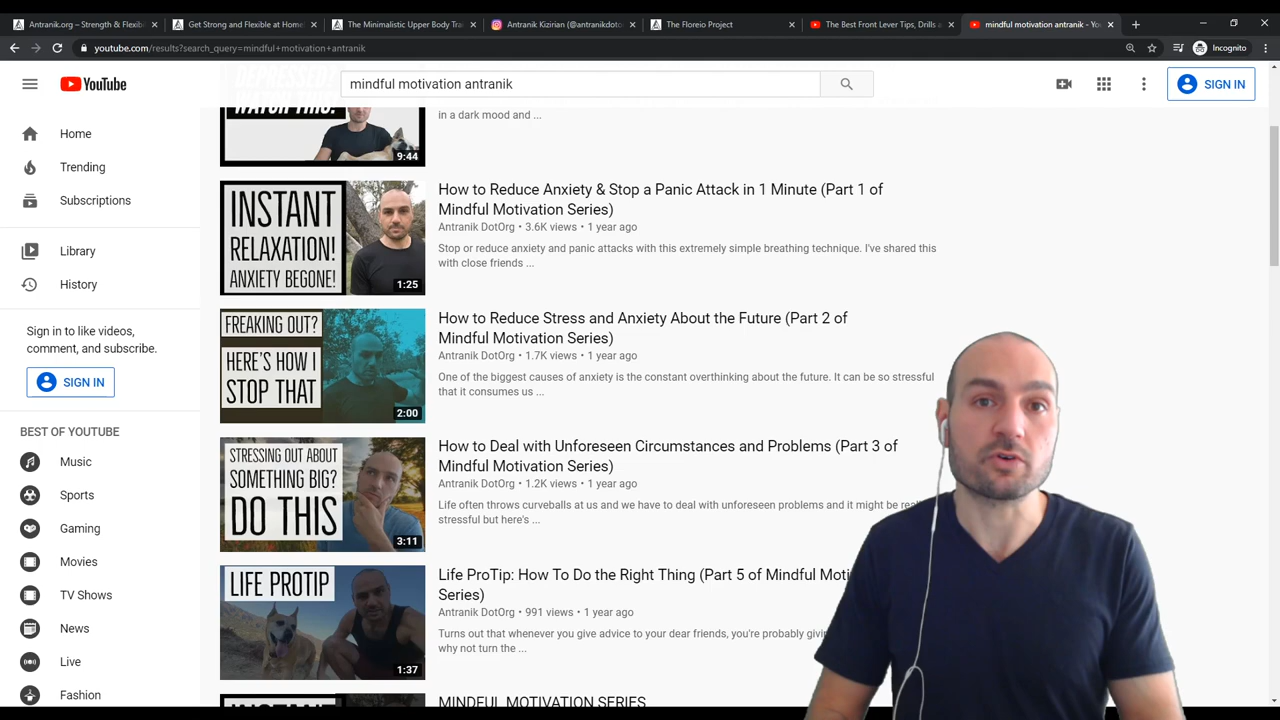 Antranik.org – Strength & Flexibi
Get Strong and Flexible at Home
The Minimalistic Upper Body Tra
Antranik Kizirian (@antranikdoto
The Floreio Project
The Best Front Lever Tips, Drills a
mindful motivation antranik - Yo
youtube.com/results?search_query=mindful+motivation+antranik
Incognito
YouTube
mindful motivation antranik
SIGN IN
DEPRESSED?
WATCH THIS!
in a dark mood and ...
9:44
Home
Trending
Subscriptions
Library
History
Sign in to like videos,
comment, and subscribe.
SIGN IN
BEST OF YOUTUBE
Music
Sports
Gaming
Movies
TV Shows
News
Live
Fashion
INSTANT
RELAXATION!
ANXIETY BEGONE!
1:25
How to Reduce Anxiety & Stop a Panic Attack in 1 Minute (Part 1 of
Mindful Motivation Series)
Antranik DotOrg • 3.6K views • 1 year ago
Stop or reduce anxiety and panic attacks with this extremely simple breathing technique. I've shared this
with close friends ...
FREAKING OUT?
HERE'S HOW I
STOP THAT
2:00
How to Reduce Stress and Anxiety About the Future (Part 2 of
Mindful Motivation Series)
Antranik DotOrg • 1.7K views • 1 year ago
One of the biggest causes of anxiety is the constant overthinking about the future. It can be so stressful
that it consumes us ...
STRESSING OUT ABOUT
SOMETHING BIG?
DO THIS
3:11
How to Deal with Unforeseen Circumstances and Problems (Part 3 of
Mindful Motivation Series)
Antranik DotOrg • 1.2K views • 1 year ago
Life often throws curveballs at us and we have to deal with unforeseen problems and it might be
stressful but here's ...
LIFE PROTIP
1:37
Life ProTip: How To Do the Right Thing (Part 5 of Mindful Moti
Series)
Antranik DotOrg • 991 views • 1 year ago
Turns out that whenever you give advice to your dear friends, you're probably
why not turn the ...
INSTANT
MINDFUL MOTIVATION SERIES